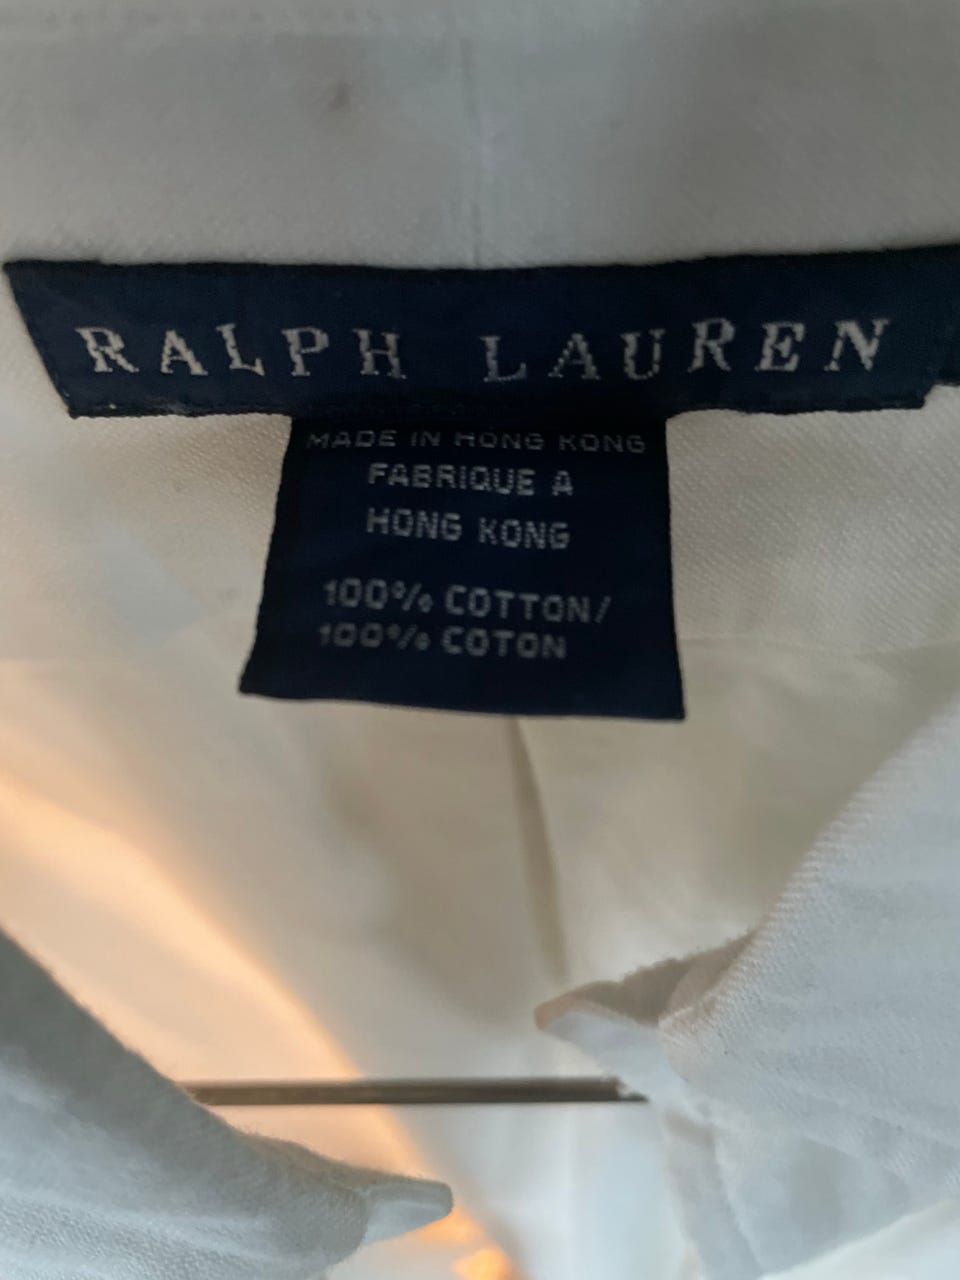 RALPH LAUREN
MADE IN HONG KONG
FABRIQUE A
HONG KONG
100% COTTON/
100% COTON